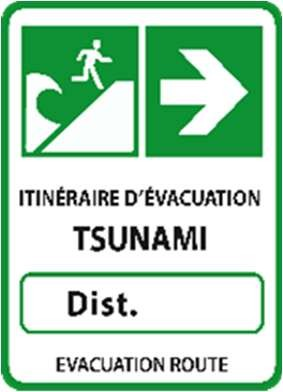 ITINÉRAIRE D'ÉVACUATION
TSUNAMI
Dist.
EVACUATION ROUTE